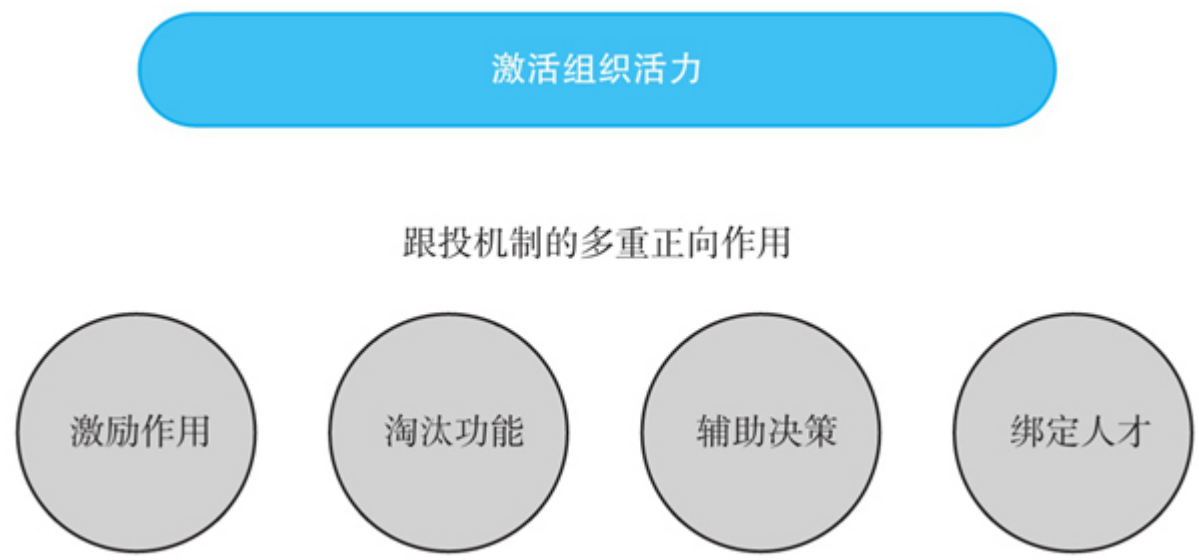 激活组织活力
跟投机制的多重正向作用
激励作用
淘汰功能
辅助决策
绑定人才